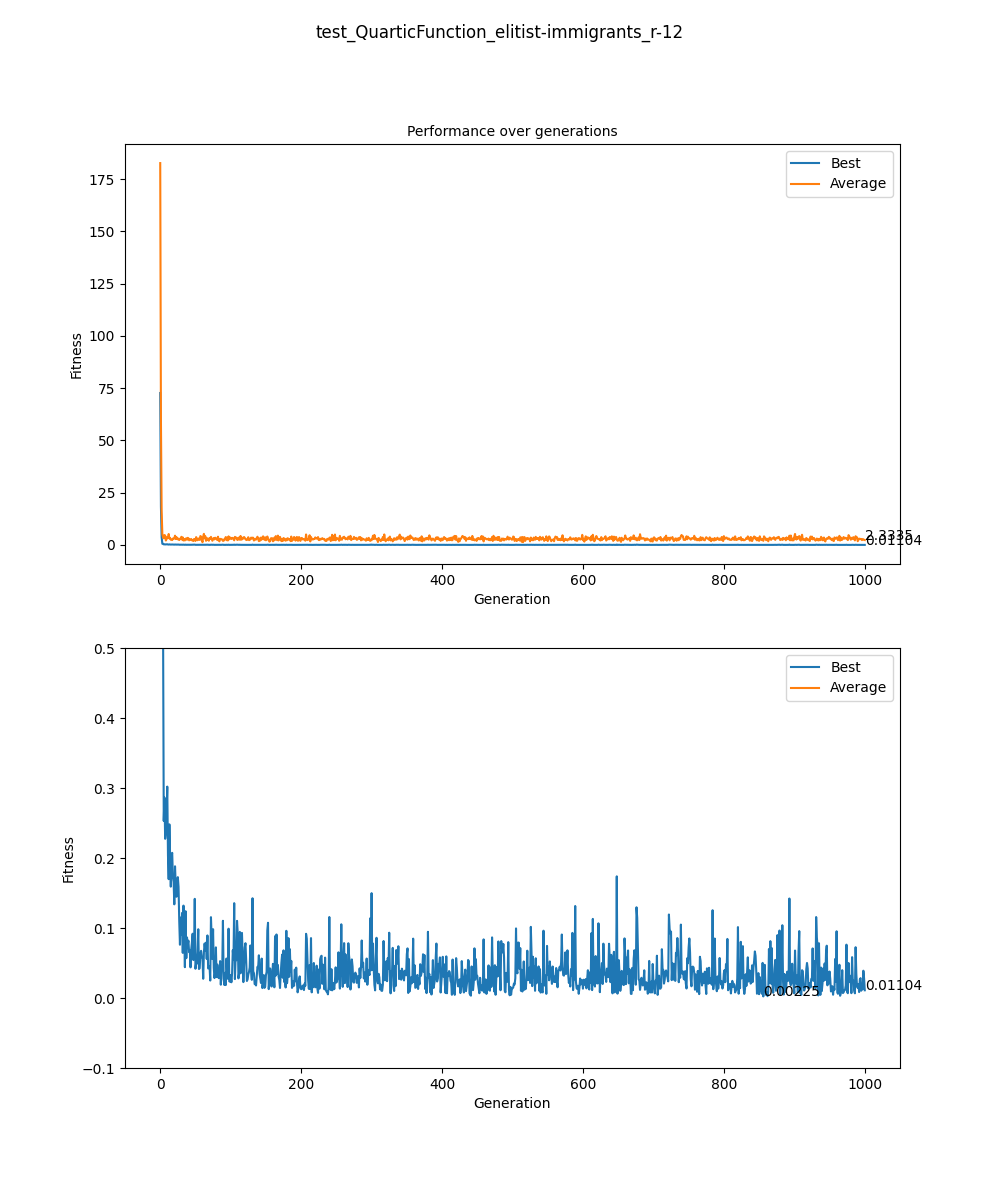 test_QuarticFunction_elitist-immigrants_r-12
Performance over generations
Best
Average
175
150
125
100
75
50
25
0
Fitness
2.3335
0.01104
0 200 400 600 800 1000
Generation
Best
Average
0.5
0.4
0.3
0.2
0.1
0.0
−0.1
Fitness
0.00225
0.01104
0 200 400 600 800 1000
Generation